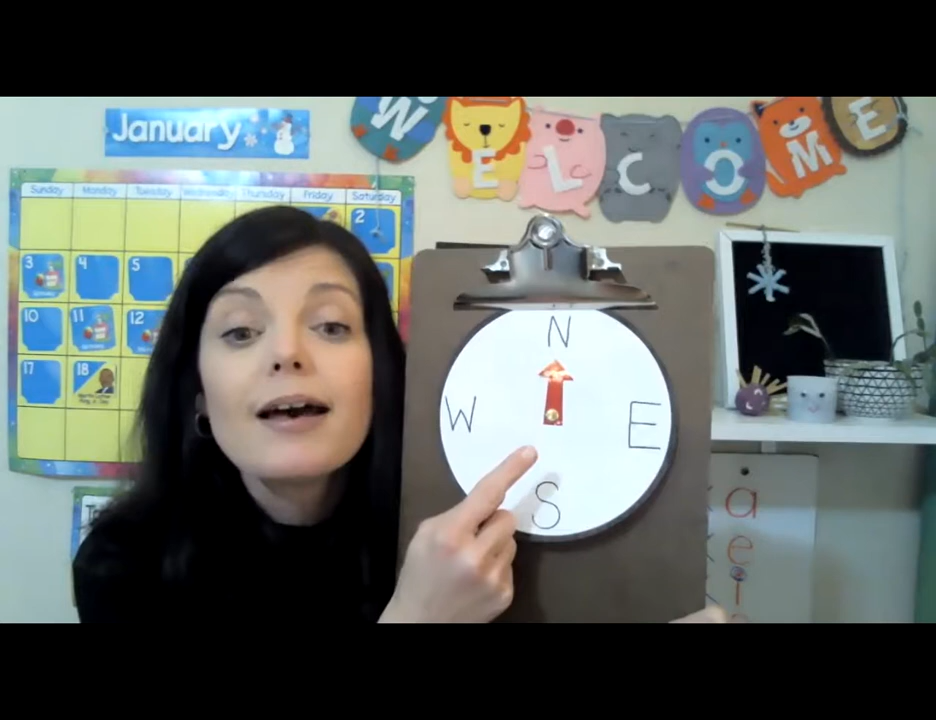 January
WELCOME
Sunday Monday Tuesday Wednesday Thursday Friday Saturday
2
3 4 5
10 11 12
17 18
N
W E
S
a
e
i